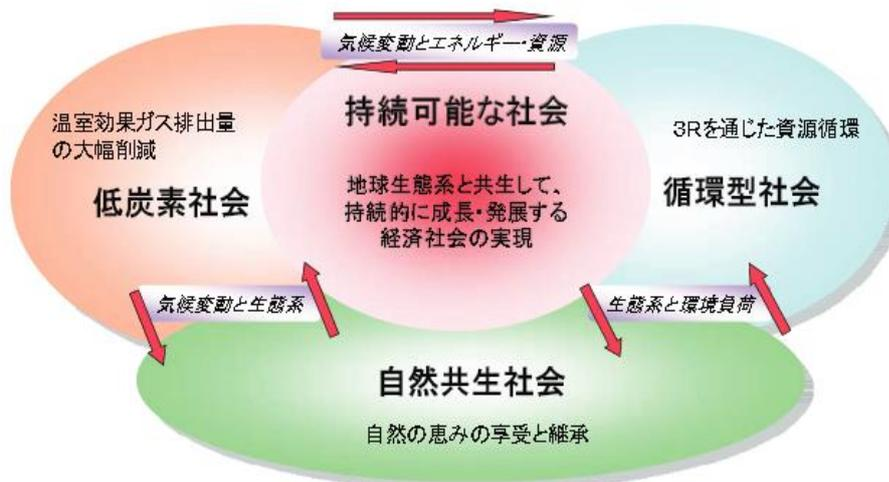 気候変動とエネルギー・資源
温室効果ガス排出量
の大幅削減
低炭素社会
持続可能な社会
地球生態系と共生して、
持続的に成長・発展する
経済社会の実現
3Rを通じた資源循環
循環型社会
気候変動と生態系
生態系と環境負荷
自然共生社会
自然の恵みの享受と継承